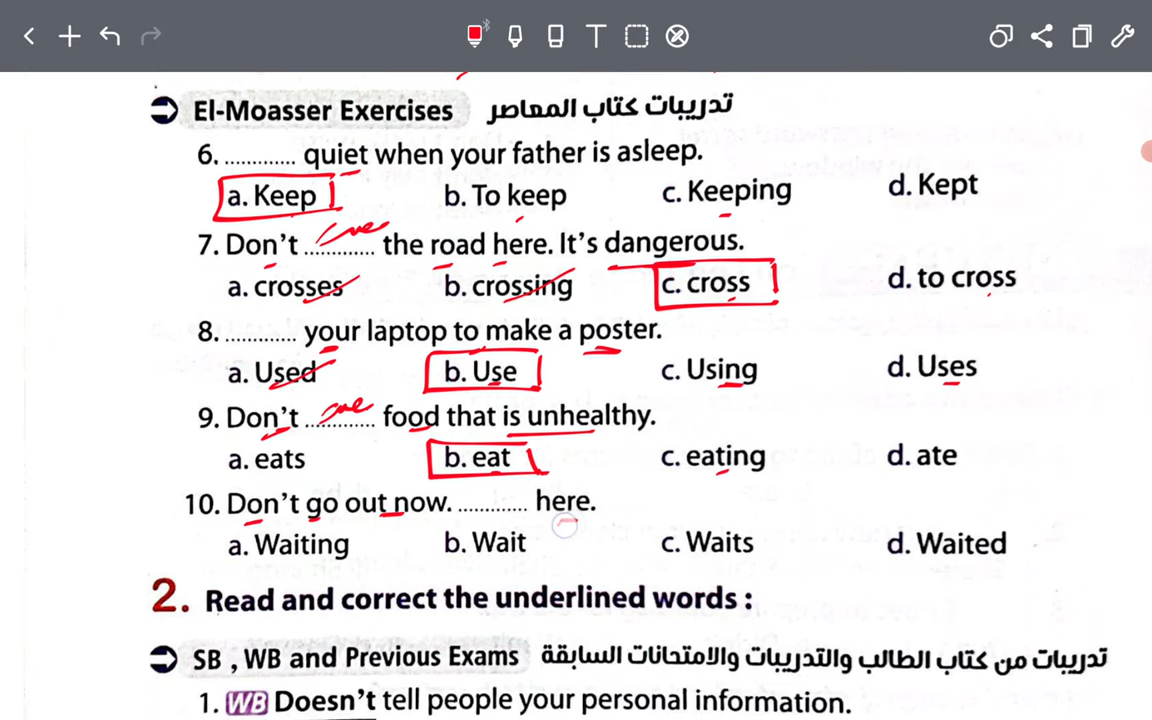 El-Moasser Exercises تدريبات كتاب المعاصر
6. ............ quiet when your father is asleep.
a. Keep b. To keep c. Keeping d. Kept
7. Don't ............ the road here. It's dangerous.
a. crosses b. crossing c. cross d. to cross
8. ............ your laptop to make a poster.
a. Used b. Use c. Using d. Uses
9. Don't ............ food that is unhealthy.
a. eats b. eat c. eating d. ate
10. Don't go out now. ............ here.
a. Waiting b. Wait c. Waits d. Waited
2. Read and correct the underlined words :
SB , WB and Previous Exams تدريبات من كتاب الطالب والتدريبات والامتحانات السابقة
1. WB Doesn't tell people your personal information.